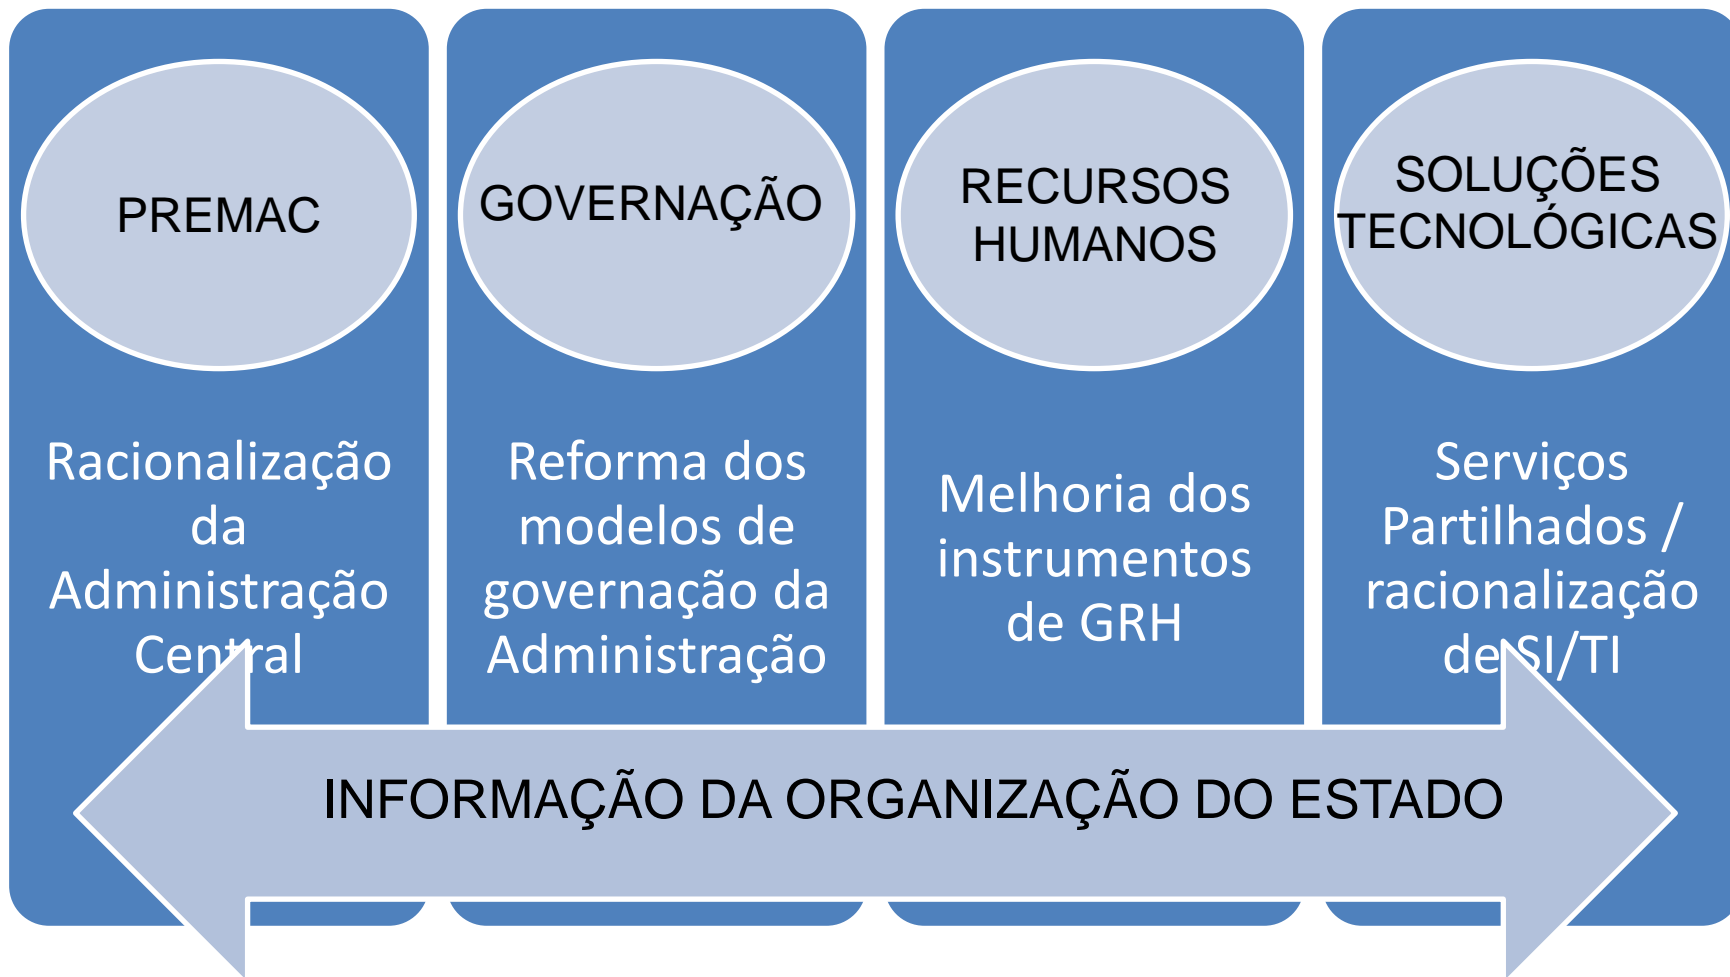 PREMAC
Racionalização
da
Administração
Central
GOVERNAÇÃO
Reforma dos
modelos de
governação da
Administração
RECURSOS
HUMANOS
Melhoria dos
instrumentos
de GRH
SOLUÇÕES
TECNOLÓGICAS
Serviços
Partilhados /
racionalização
de SI/TI
INFORMAÇÃO DA ORGANIZAÇÃO DO ESTADO